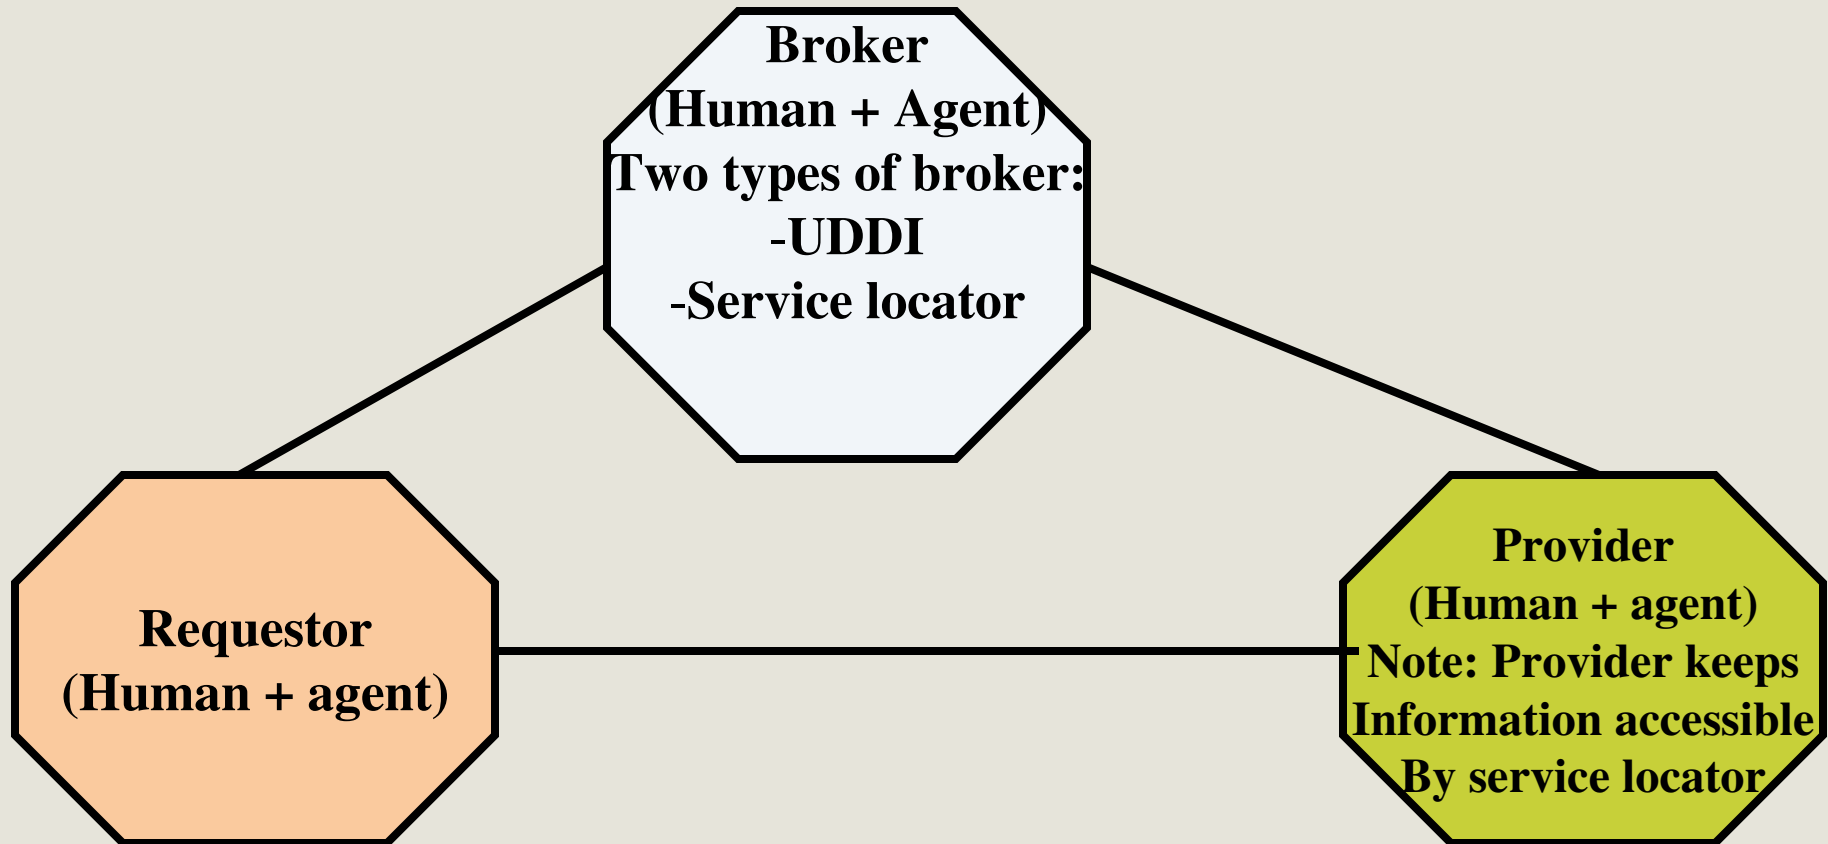 Broker
(Human + Agent)
Two types of broker:
-UDDI
-Service locator
Requestor
(Human + agent)
Provider
(Human + agent)
Note: Provider keeps
Information accessible
By service locator